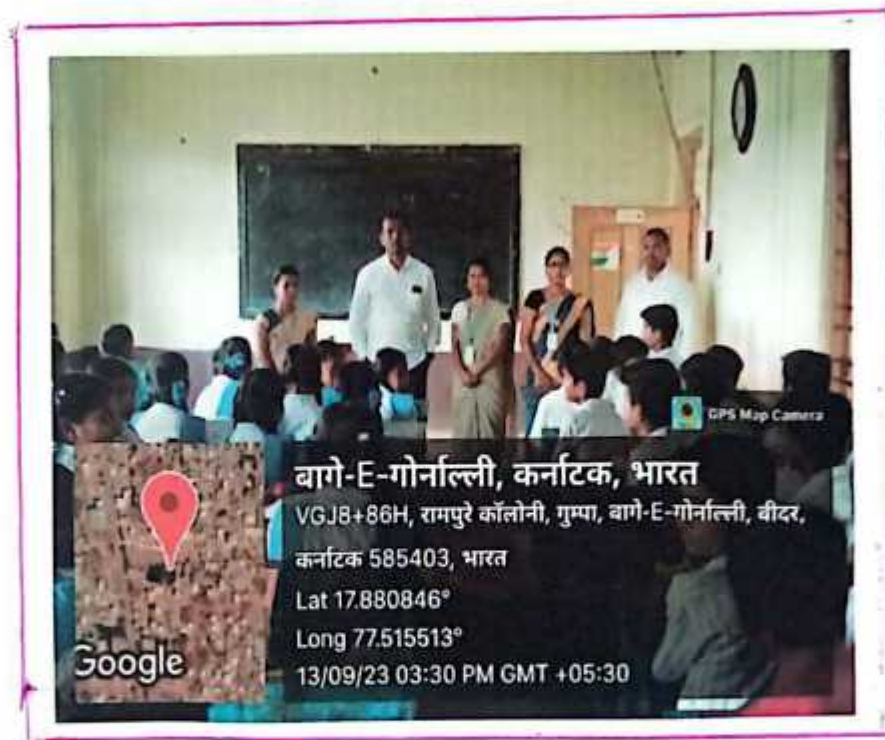 GPS Map Camera
बागे-E-गोर्नाल्ली, कर्नाटक, भारत
VGJ8+86H, रामपुरे कॉलोनी, गुम्पा, बागे-E-गोर्नाल्ली, बीदर,
कर्नाटक 585403, भारत
Lat 17.880846°
Long 77.515513°
13/09/23 03:30 PM GMT +05:30
Google